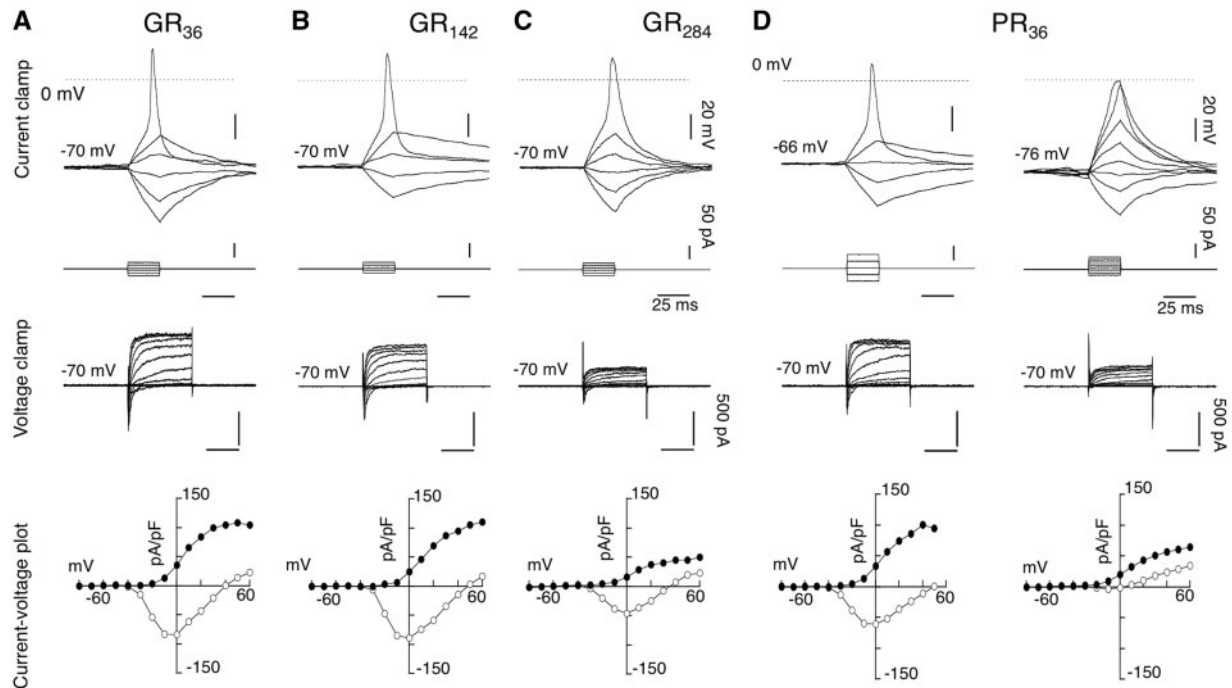 A GR36
B GR142
C GR284
D PR36
Current clamp
0 mV
-70 mV
-70 mV
20 mV
-70 mV
50 pA
25 ms
0 mV
-66 mV
20 mV
-76 mV
50 pA
25 ms
Voltage clamp
-70 mV
-70 mV
-70 mV
500 pA
-70 mV
-70 mV
500 pA
Current-voltage plot
150
pA/pF
mV
-60
60
-150
150
pA/pF
mV
-60
60
-150
150
pA/pF
mV
-60
60
-150
150
pA/pF
mV
-60
60
-150
150
pA/pF
mV
-60
60
-150